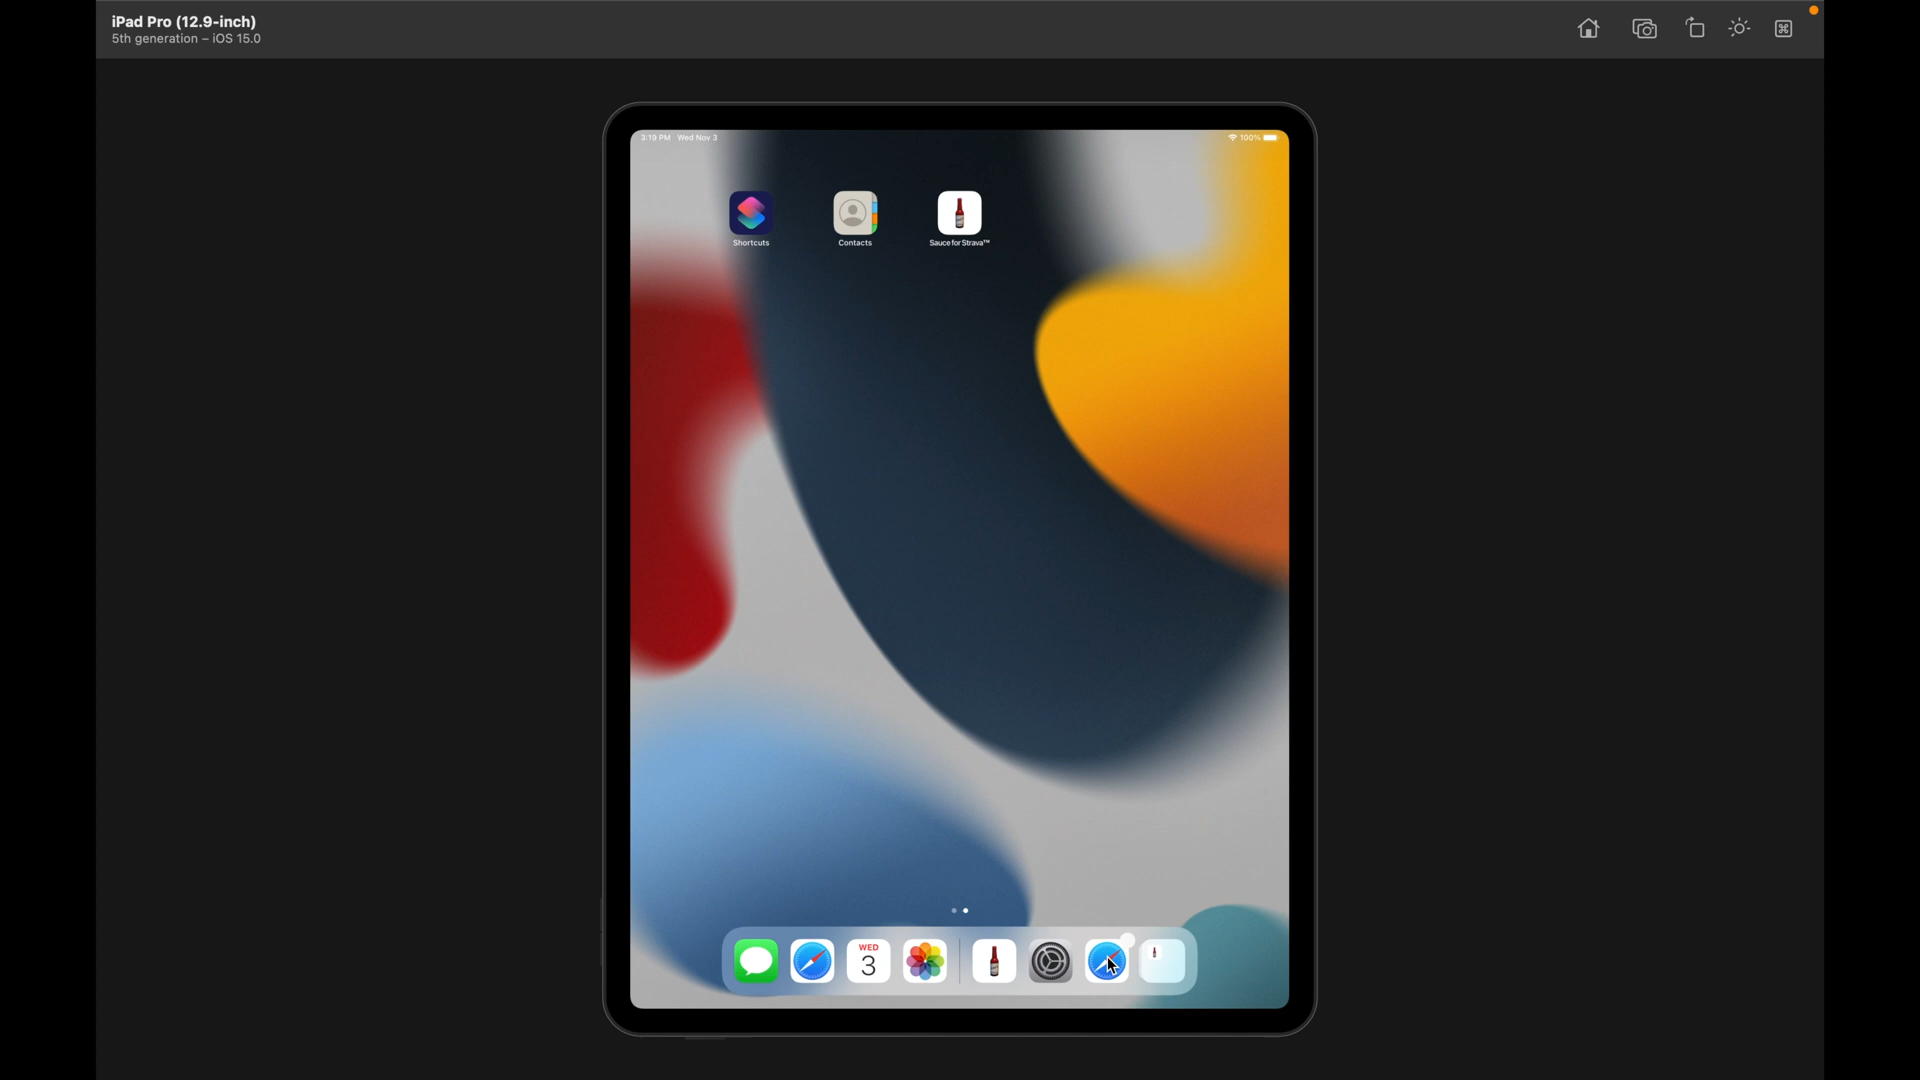 iPad Pro (12.9-inch)
5th generation – iOS 15.0
3:19 PM Wed Nov 3
100%
Shortcuts
Contacts
Sauce for Strava™
WED
3